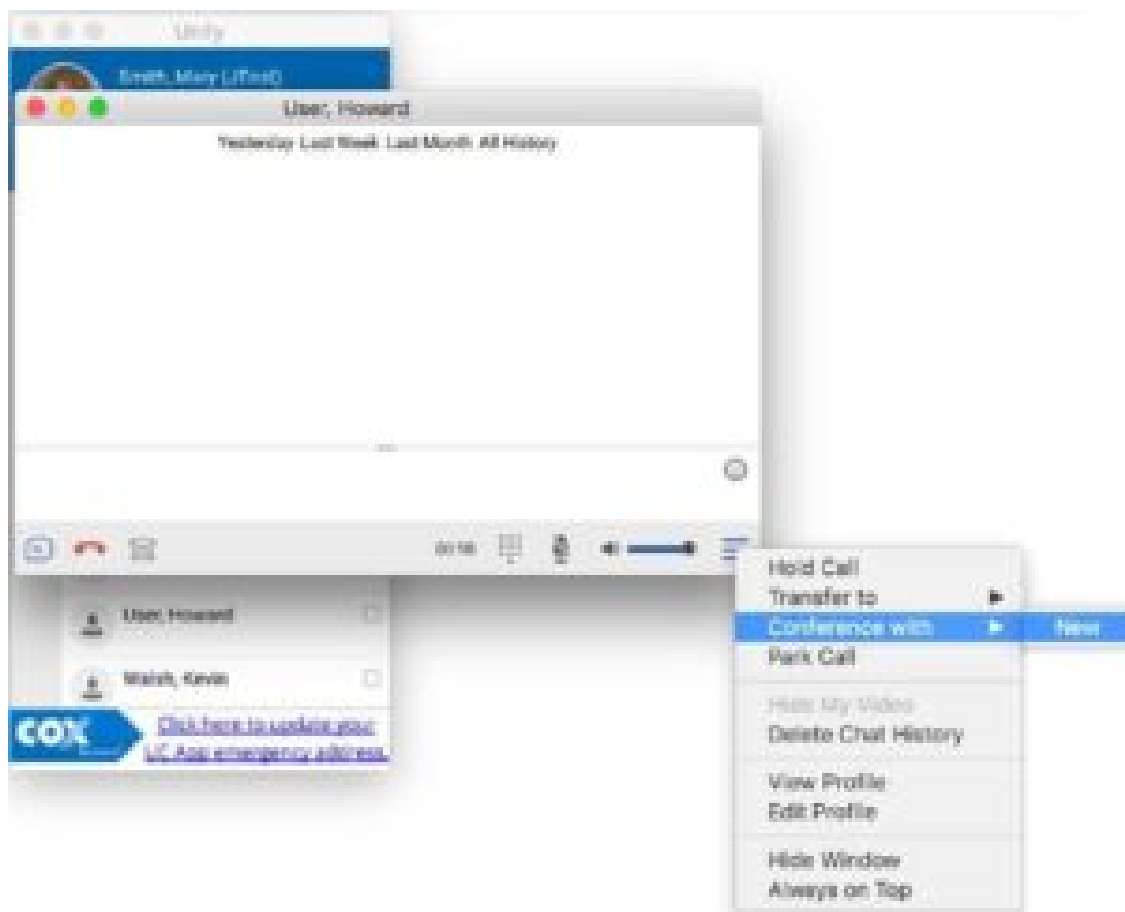 Unity
Smith, Mary
User, Howard
Yesterday Last Week Last Month All History
Hold Call
Transfer to
Conference with
New
Park Call
Hide My Video
Delete Chat History
View Profile
Edit Profile
Hide Window
Always on Top
User, Howard
Walsh, Kevin
COX
Click here to update your
UC App emergency address.